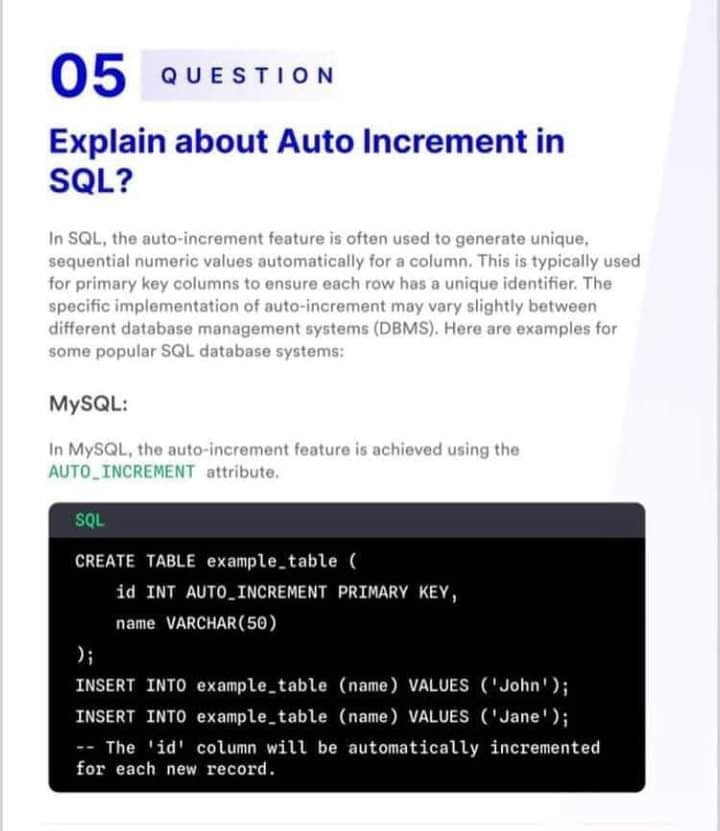 05 QUESTION
Explain about Auto Increment in
SQL?
In SQL, the auto-increment feature is often used to generate unique,
sequential numeric values automatically for a column. This is typically used
for primary key columns to ensure each row has a unique identifier. The
specific implementation of auto-increment may vary slightly between
different database management systems (DBMS). Here are examples for
some popular SQL database systems:
MySQL:
In MySQL, the auto-increment feature is achieved using the
AUTO_INCREMENT attribute.
SQL
CREATE TABLE example_table (
    id INT AUTO_INCREMENT PRIMARY KEY,
    name VARCHAR(50)
);
INSERT INTO example_table (name) VALUES ('John');
INSERT INTO example_table (name) VALUES ('Jane');
-- The 'id' column will be automatically incremented
for each new record.